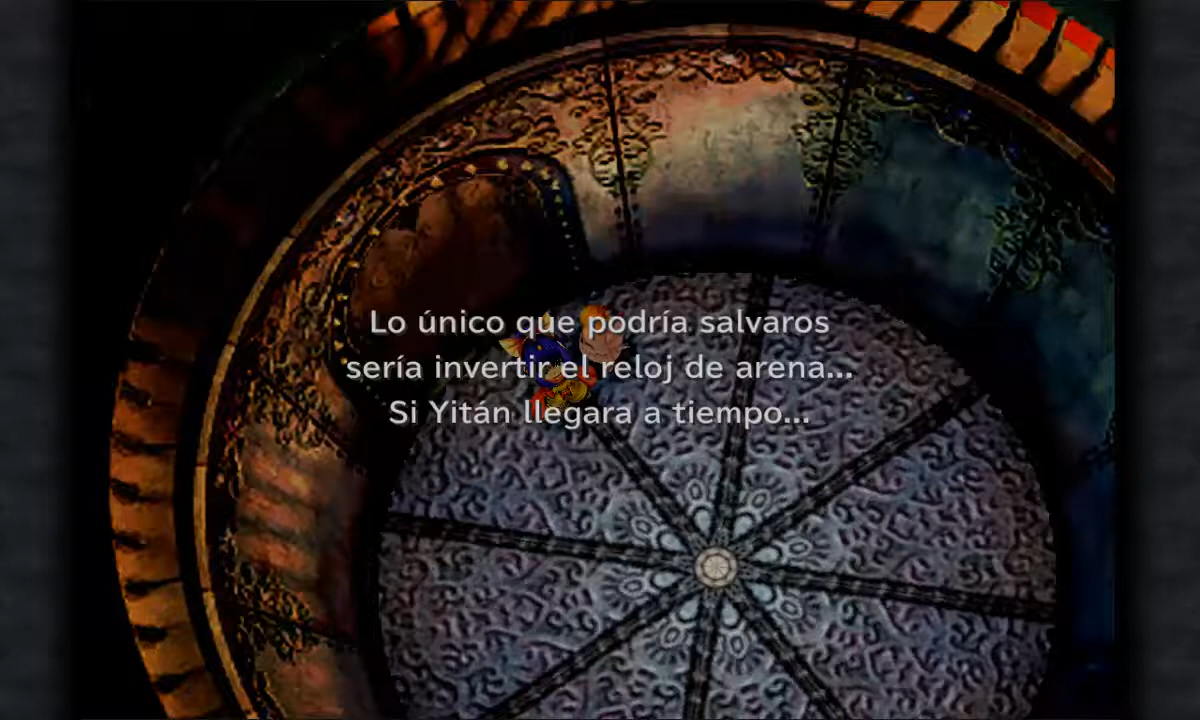 Lo único que podría salvaros
sería invertir el reloj de arena...
Si Yitán llegara a tiempo...